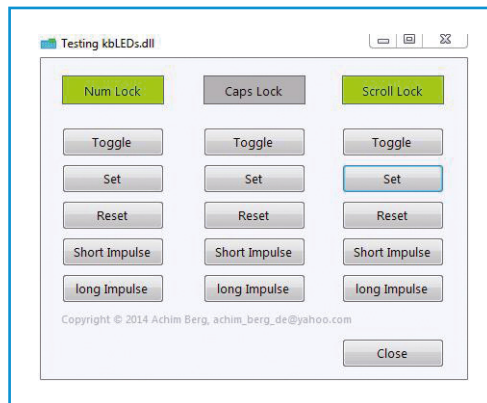 Testing kbLEDs.dll
Num Lock Caps Lock Scroll Lock
Toggle Toggle Toggle
Set Set Set
Reset Reset Reset
Short Impulse Short Impulse Short Impulse
long Impulse long Impulse long Impulse
Copyright © 2014 Achim Berg, achim_berg_de@yahoo.com
Close